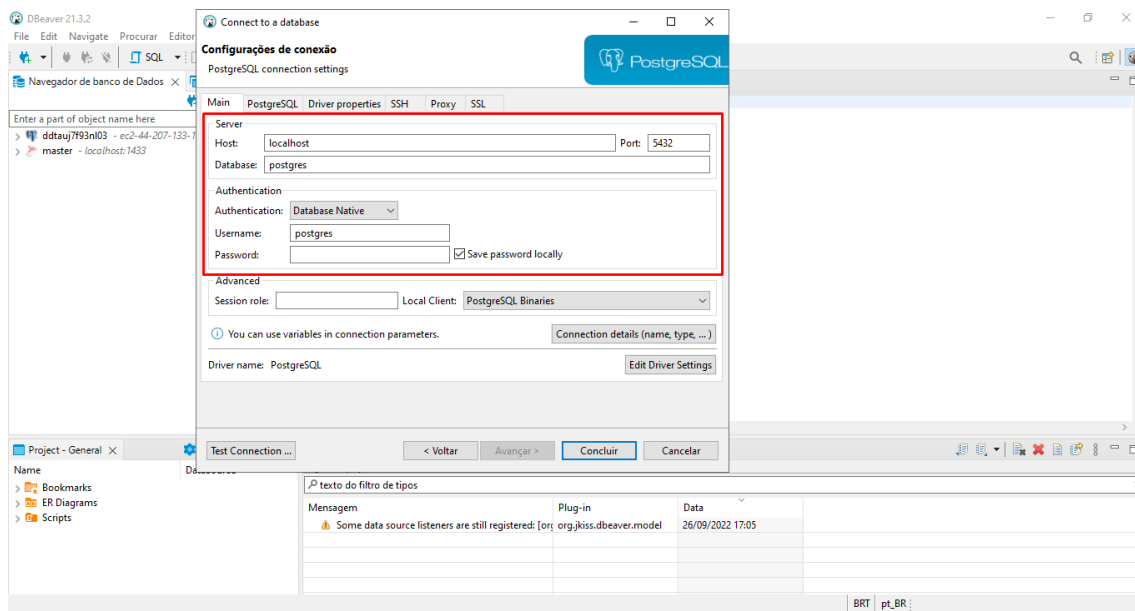 DBeaver 21.3.2
File Edit Navigate Procurar Editor
SQL
Navegador de banco de Dados
Enter a part of object name here
ddtauj7f93nl03 - ec2-44-207-133-1
master - localhost:1433
Connect to a database
Configurações de conexão
PostgreSQL connection settings
PostgreSQL
Main PostgreSQL Driver properties SSH Proxy SSL
Server
Host: localhost Port: 5432
Database: postgres
Authentication
Authentication: Database Native
Username: postgres
Password: Save password locally
Advanced
Session role: Local Client: PostgreSQL Binaries
You can use variables in connection parameters. Connection details (name, type, ... )
Driver name: PostgreSQL Edit Driver Settings
Test Connection ... < Voltar Avançar > Concluir Cancelar
Project - General
Name
Bookmarks
ER Diagrams
Scripts
texto do filtro de tipos
Mensagem Plug-in Data
Some data source listeners are still registered: [org org.jkiss.dbeaver.model 26/09/2022 17:05
BRT pt_BR